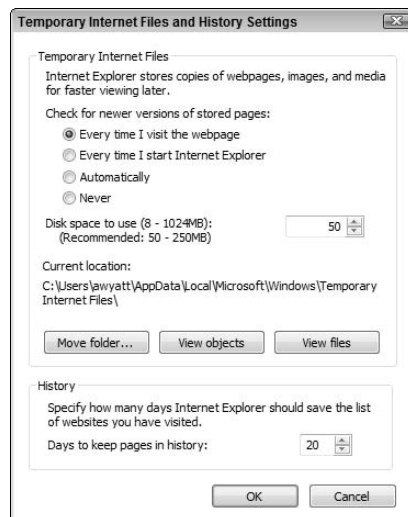 Temporary Internet Files and History Settings
Temporary Internet Files
Internet Explorer stores copies of webpages, images, and media
for faster viewing later.
Check for newer versions of stored pages:
Every time I visit the webpage
Every time I start Internet Explorer
Automatically
Never
Disk space to use (8 - 1024MB): 50
(Recommended: 50 - 250MB)
Current location:
C:\Users\awyatt\AppData\Local\Microsoft\Windows\Temporary
Internet Files\
Move folder... View objects View files
History
Specify how many days Internet Explorer should save the list
of websites you have visited.
Days to keep pages in history: 20
OK Cancel